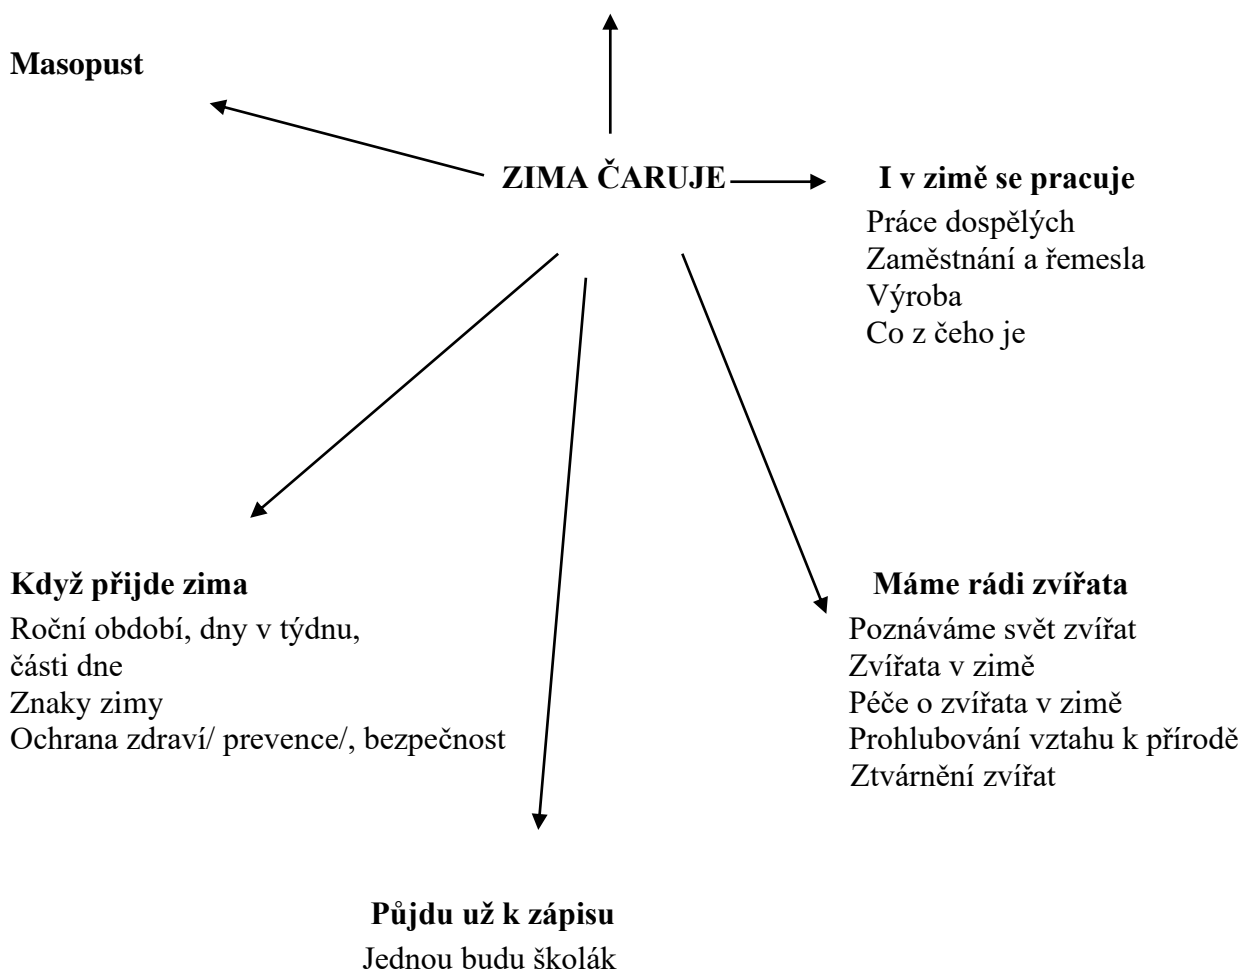 Masopust
ZIMA ČARUJE
I v zimě se pracuje
Práce dospělých
Zaměstnání a řemesla
Výroba
Co z čeho je
Když přijde zima
Roční období, dny v týdnu,
části dne
Znaky zimy
Ochrana zdraví/ prevence/, bezpečnost
Máme rádi zvířata
Poznáváme svět zvířat
Zvířata v zimě
Péče o zvířata v zimě
Prohlubování vztahu k přírodě
Ztvárnění zvířat
Půjdu už k zápisu
Jednou budu školák